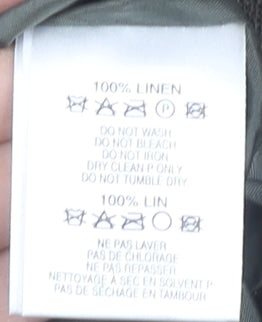 100% LINEN
P
DO NOT WASH
DO NOT BLEACH
DO NOT IRON
DRY CLEAN P ONLY
DO NOT TUMBLE DRY
100% LIN
NE PAS LAVER
PAS DE CHLORAGE
NE PAS REPASSER
NETTOYAGE A SEC EN SOLVENT P
PAS DE SECHAGE EN TAMBOUR